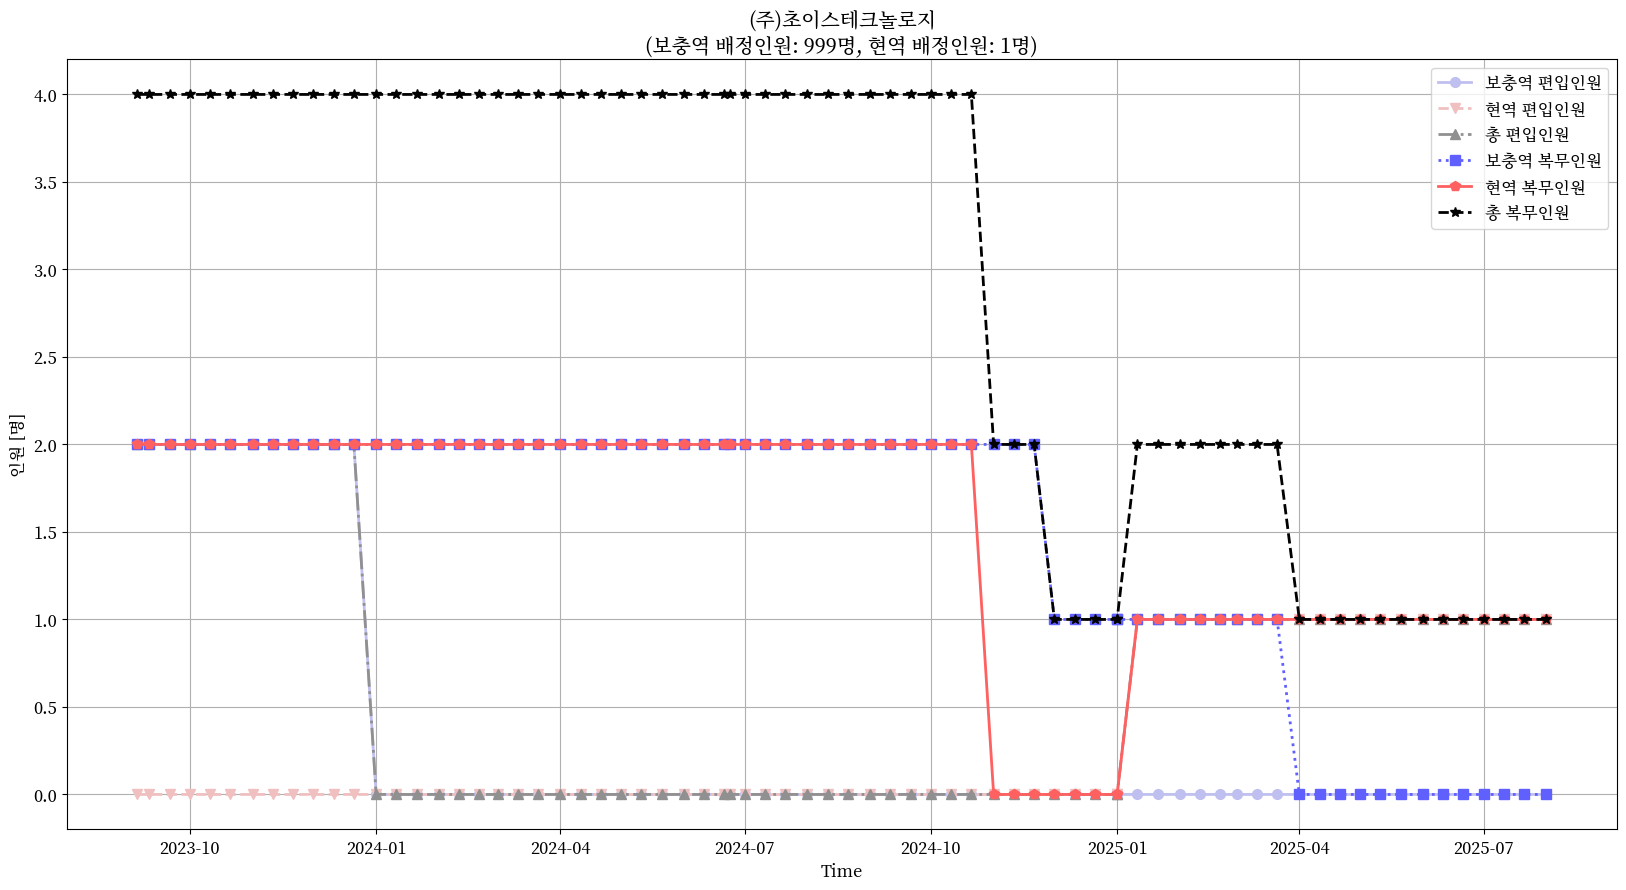 (주)초이스테크놀로지
(보충역 배정인원: 999명, 현역 배정인원: 1명)
보충역 편입인원
현역 편입인원
총 편입인원
보충역 복무인원
현역 복무인원
총 복무인원
인원 [명]
4.0
3.5
3.0
2.5
2.0
1.5
1.0
0.5
0.0
2023-10
2024-01
2024-04
2024-07
2024-10
2025-01
2025-04
2025-07
Time